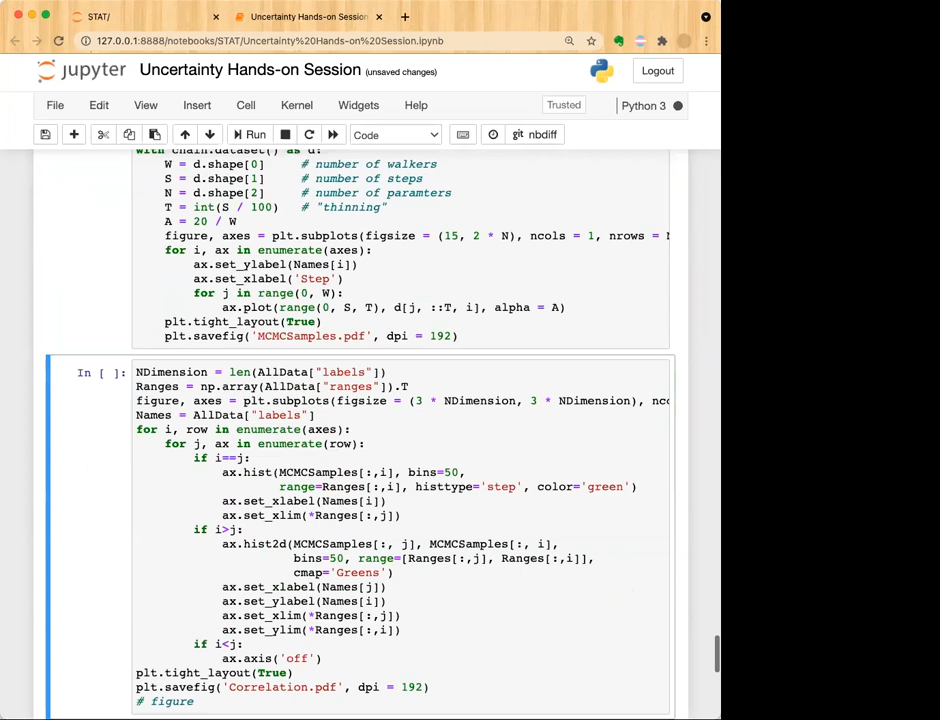 STAT/
Uncertainty Hands-on Session
127.0.0.1:8888/notebooks/STAT/Uncertainty%20Hands-on%20Session.ipynb
jupyter Uncertainty Hands-on Session (unsaved changes) Logout
File Edit View Insert Cell Kernel Widgets Help Trusted Python 3
Run Code git nbdiff
with chain.dataset() as d:
W = d.shape[0] # number of walkers
S = d.shape[1] # number of steps
N = d.shape[2] # number of paramters
T = int(S / 100) # "thinning"
A = 20 / W
figure, axes = plt.subplots(figsize = (15, 2 * N), ncols = 1, nrows = N
for i, ax in enumerate(axes):
ax.set_ylabel(Names[i])
ax.set_xlabel('Step')
for j in range(0, W):
ax.plot(range(0, S, T), d[j, ::T, i], alpha = A)
plt.tight_layout(True)
plt.savefig('MCMCSamples.pdf', dpi = 192)
In [ ]: NDimension = len(AllData["labels"])
Ranges = np.array(AllData["ranges"]).T
figure, axes = plt.subplots(figsize = (3 * NDimension, 3 * NDimension), nco
Names = AllData["labels"]
for i, row in enumerate(axes):
for j, ax in enumerate(row):
if i==j:
ax.hist(MCMCSamples[:,i], bins=50,
range=Ranges[:,i], histtype='step', color='green')
ax.set_xlabel(Names[i])
ax.set_xlim(*Ranges[:,j])
if i>j:
ax.hist2d(MCMCSamples[:, j], MCMCSamples[:, i],
bins=50, range=[Ranges[:,j], Ranges[:,i]],
cmap='Greens')
ax.set_xlabel(Names[j])
ax.set_ylabel(Names[i])
ax.set_xlim(*Ranges[:,j])
ax.set_ylim(*Ranges[:,i])
if i<j:
ax.axis('off')
plt.tight_layout(True)
plt.savefig('Correlation.pdf', dpi = 192)
# figure